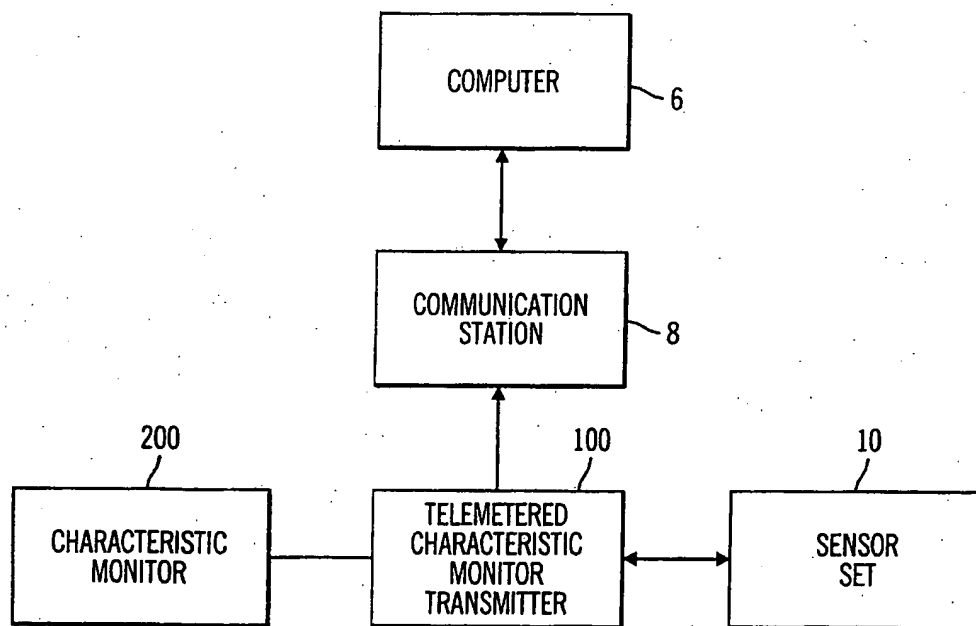 COMPUTER
6
COMMUNICATION
STATION
8
200
100
10
CHARACTERISTIC
MONITOR
TELEMETERED
CHARACTERISTIC
MONITOR
TRANSMITTER
SENSOR
SET